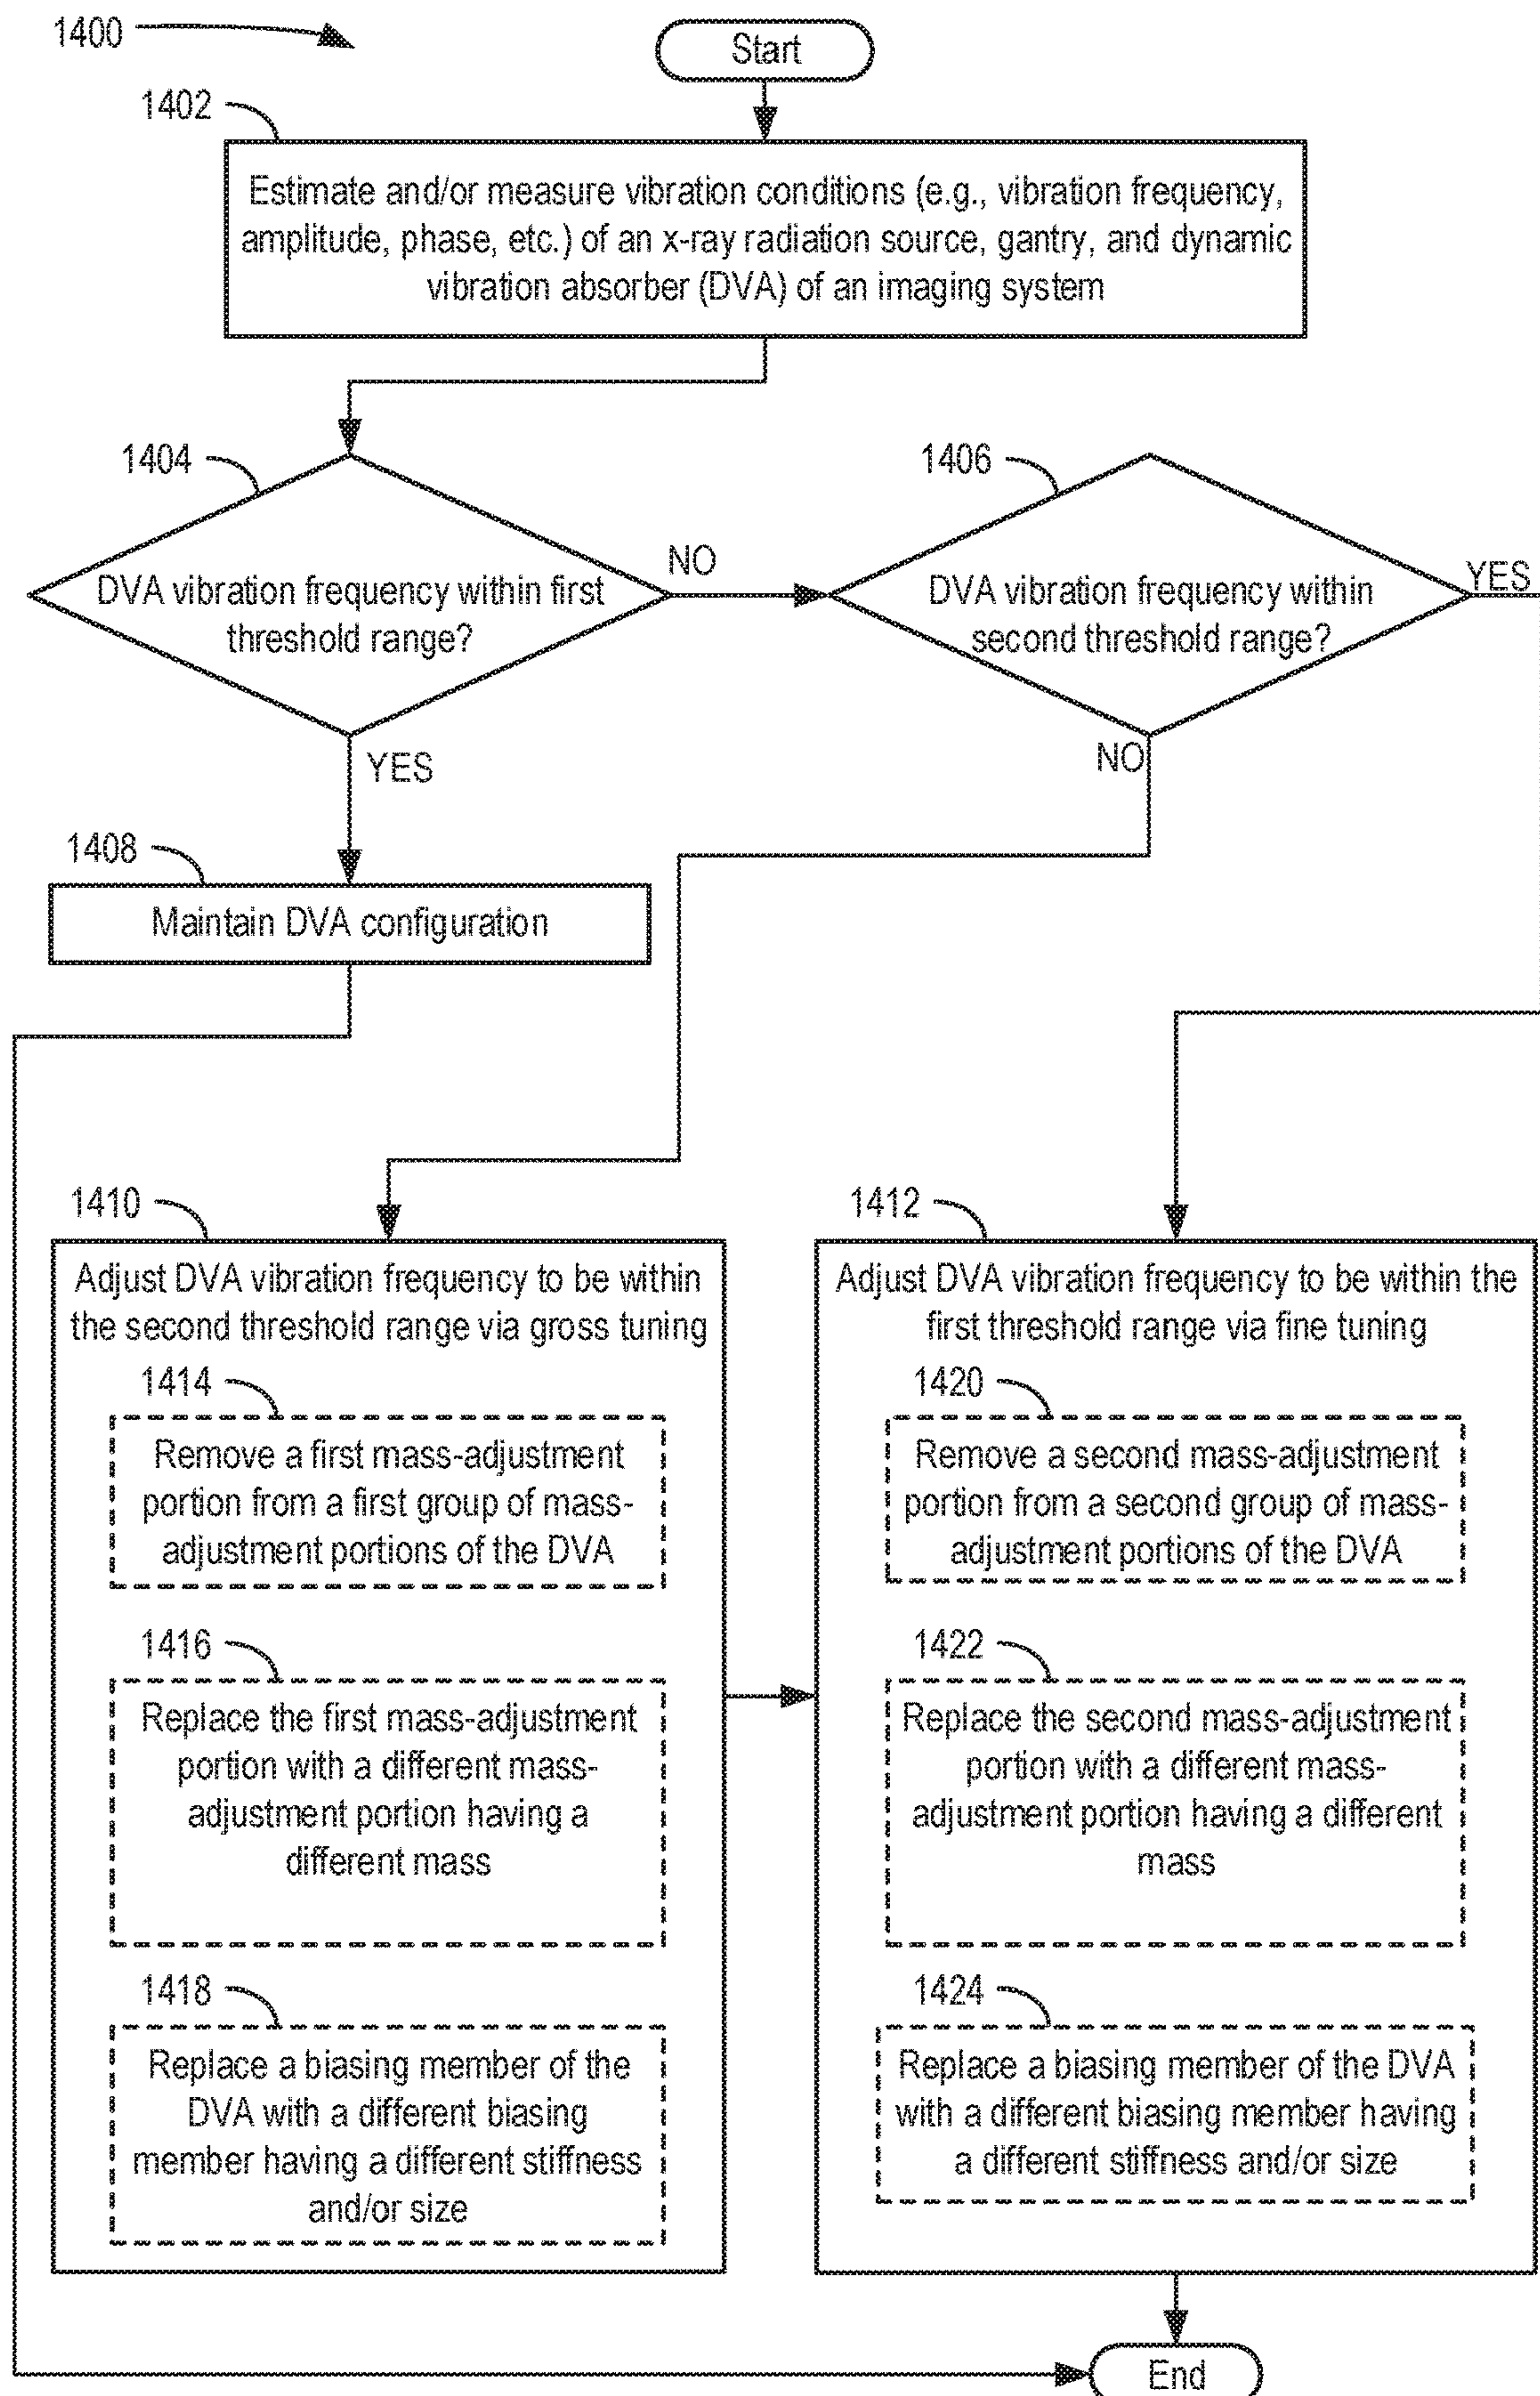 1400
Start
1402
Estimate and/or measure vibration conditions (e.g., vibration frequency,
amplitude, phase, etc.) of an x-ray radiation source, gantry, and dynamic
vibration absorber (DVA) of an imaging system
1404
DVA vibration frequency within first
threshold range?
NO
1406
DVA vibration frequency within
second threshold range?
YES
YES
NO
1408
Maintain DVA configuration
1410
Adjust DVA vibration frequency to be within
the second threshold range via gross tuning
1414
Remove a first mass-adjustment
portion from a first group of mass-
adjustment portions of the DVA
1416
Replace the first mass-adjustment
portion with a different mass-
adjustment portion having a
different mass
1418
Replace a biasing member of the
DVA with a different biasing
member having a different stiffness
and/or size
1412
Adjust DVA vibration frequency to be within the
first threshold range via fine tuning
1420
Remove a second mass-adjustment
portion from a second group of mass-
adjustment portions of the DVA
1422
Replace the second mass-adjustment
portion with a different mass-
adjustment portion having a different
mass
1424
Replace a biasing member of the DVA
with a different biasing member having
a different stiffness and/or size
End